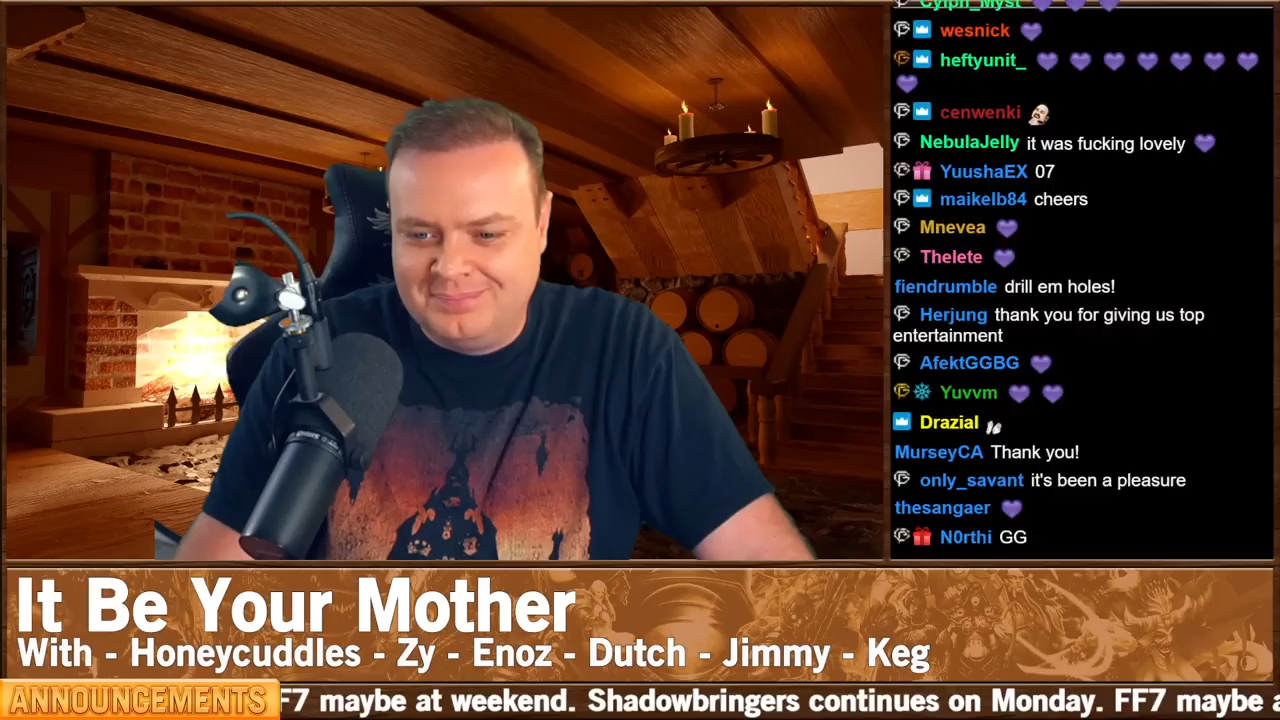 Cylph_Myst
wesnick
heftyunit_
cenwenki
NebulaJelly it was fucking lovely
YuushaEX 07
maikelb84 cheers
Mnevea
Thelete
fiendrumble drill em holes!
Herjung thank you for giving us top
entertainment
AfektGGBG
Yuvvm
Drazial
MurseyCA Thank you!
only_savant it's been a pleasure
thesangaer
N0rthi GG
It Be Your Mother
With - Honeycuddles - Zy - Enoz - Dutch - Jimmy - Keg
ANNOUNCEMENTS F7 maybe at weekend. Shadowbringers continues on Monday. FF7 maybe a